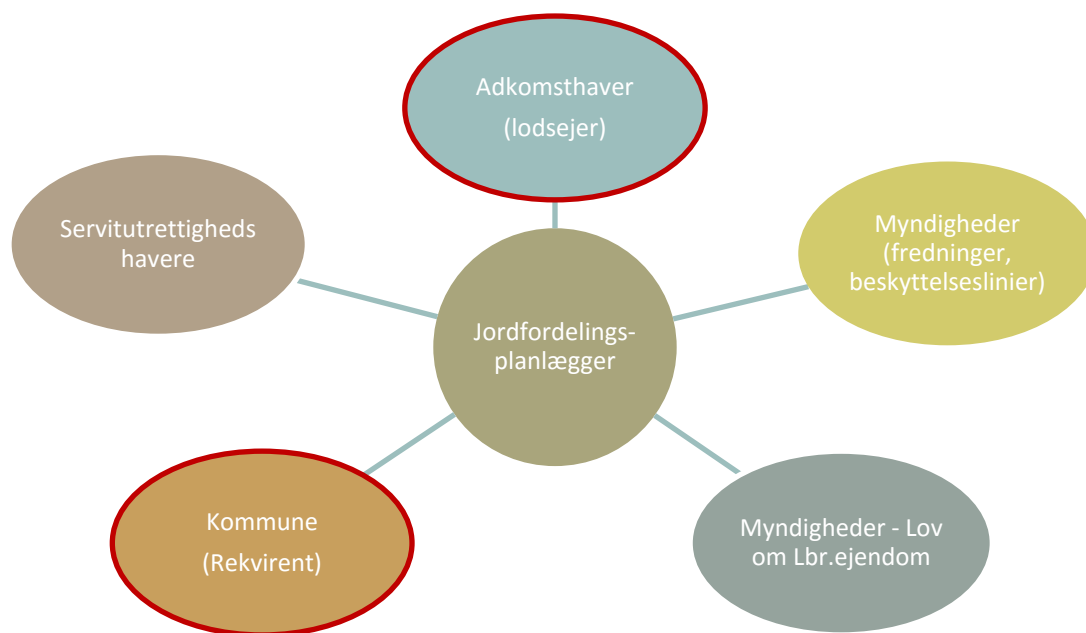 Adkomsthaver
(lodsejer)
Servitutrettigheds
havere
Myndigheder
(fredninger,
beskyttelseslinier)
Jordfordelings-
planlægger
Kommune
(Rekvirent)
Myndigheder - Lov
om Lbr.ejendom